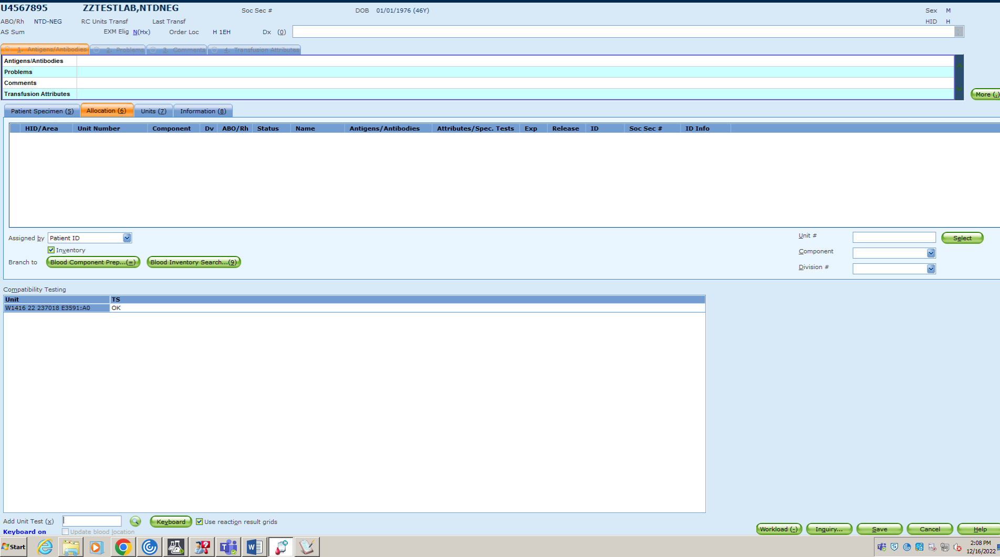 U4567895 ZZTESTLAB,NTDNEG Soc Sec # DOB 01/01/1976 (46Y) Sex M
ABO/Rh NTD-NEG RC Units Transf Last Transf HID H
AS Sum EXM Elig N(Hx) Order Loc H 1EH Dx (0)
1. Antigens/Antibodies 2. Problems 3. Comments 4. Transfusion Attributes
Antigens/Antibodies
Problems
Comments
Transfusion Attributes
More (.)
Patient Specimen (5) Allocation (6) Units (7) Information (8)
HID/Area Unit Number Component Dv ABO/Rh Status Name Antigens/Antibodies Attributes/Spec. Tests Exp Release ID Soc Sec # ID Info
Assigned by Patient ID Unit # Select
Inventory Component
Branch to Blood Component Prep...(=) Blood Inventory Search...(9) Division #
Compatibility Testing
Unit TS
W1416 22 237018 E3591:A0 OK
Add Unit Test (x) Keyboard Use reaction result grids
Keyboard on Update blood location Workload (-) Inquiry... Save Cancel Help
Start 2:08 PM
12/16/2022